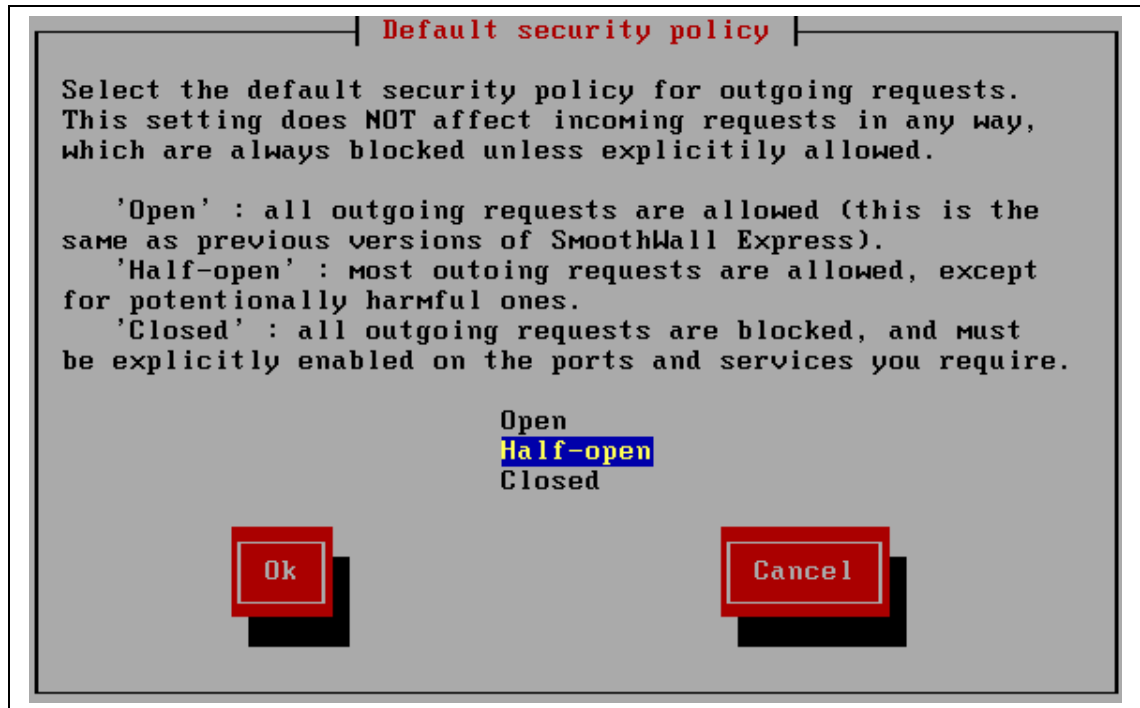 Default security policy
Select the default security policy for outgoing requests.
This setting does NOT affect incoming requests in any way,
which are always blocked unless explicitily allowed.
'Open' : all outgoing requests are allowed (this is the
same as previous versions of SmoothWall Express).
'Half-open' : most outoing requests are allowed, except
for potentionally harmful ones.
'Closed' : all outgoing requests are blocked, and must
be explicitly enabled on the ports and services you require.
Open
Half-open
Closed
Ok Cancel